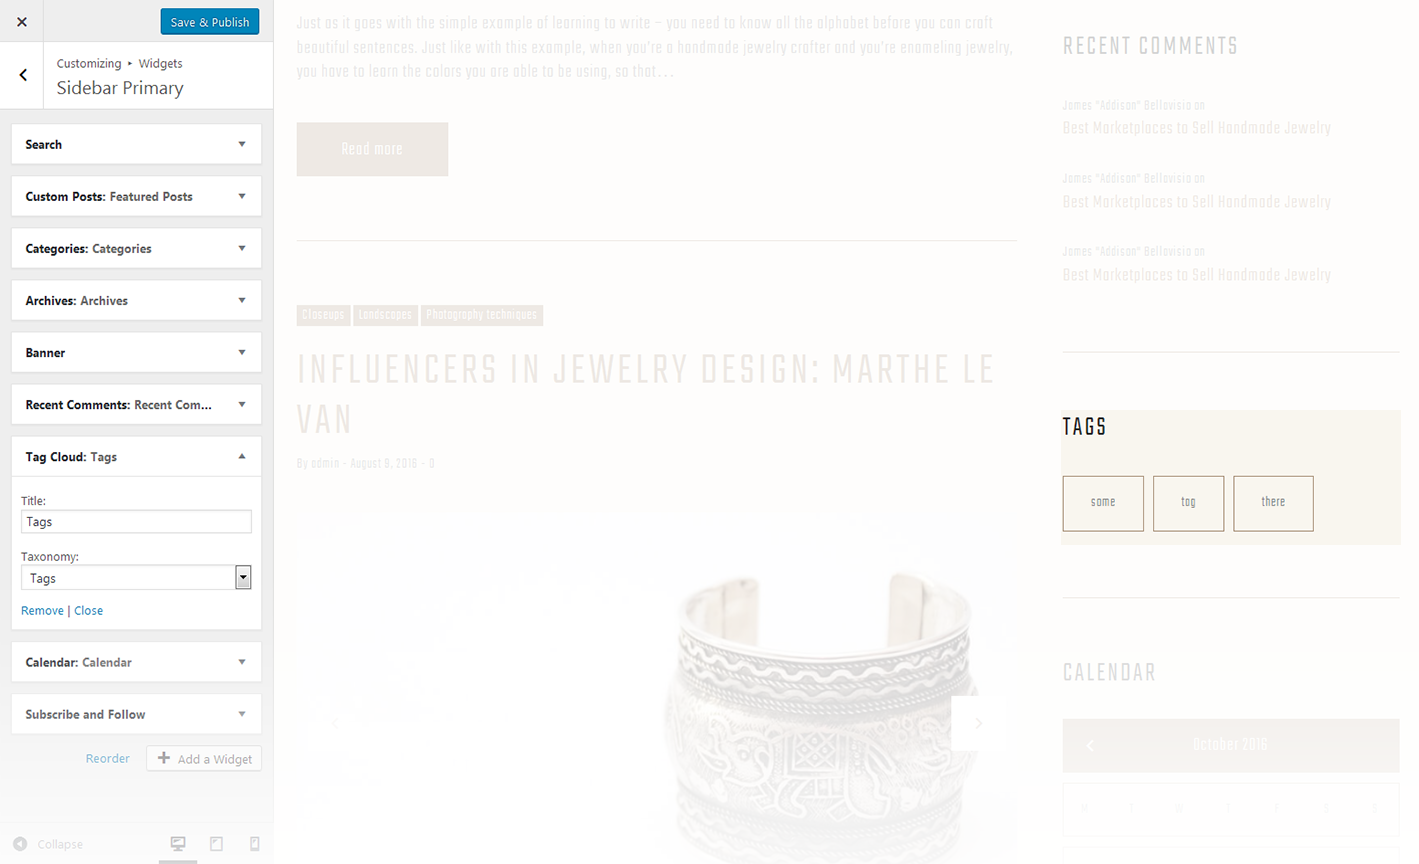 Save & Publish
Customizing ▸ Widgets
Sidebar Primary
Search
Custom Posts: Featured Posts
Categories: Categories
Archives: Archives
Banner
Recent Comments: Recent Com...
Tag Cloud: Tags
Title:
Tags
Taxonomy:
Tags
Remove | Close
Calendar: Calendar
Subscribe and Follow
Reorder
Add a Widget
Collapse
Just as it goes with the simple example of learning to write – you need to know all the alphabet before you can craft
beautiful sentences. Just like with this example, when you're a handmade jewelry crafter and you're enameling jewelry,
you have to learn the colors you are able to be using, so that...
Read more
Closeups Landscapes Photography techniques
INFLUENCERS IN JEWELRY DESIGN: MARTHE LE
VAN
By admin - August 9, 2016 - 0
RECENT COMMENTS
James "Addison" Bellovisio on
Best Marketplaces to Sell Handmade Jewelry
James "Addison" Bellovisio on
Best Marketplaces to Sell Handmade Jewelry
James "Addison" Bellovisio on
Best Marketplaces to Sell Handmade Jewelry
TAGS
some tag there
CALENDAR
October 2016
M T W T F S S